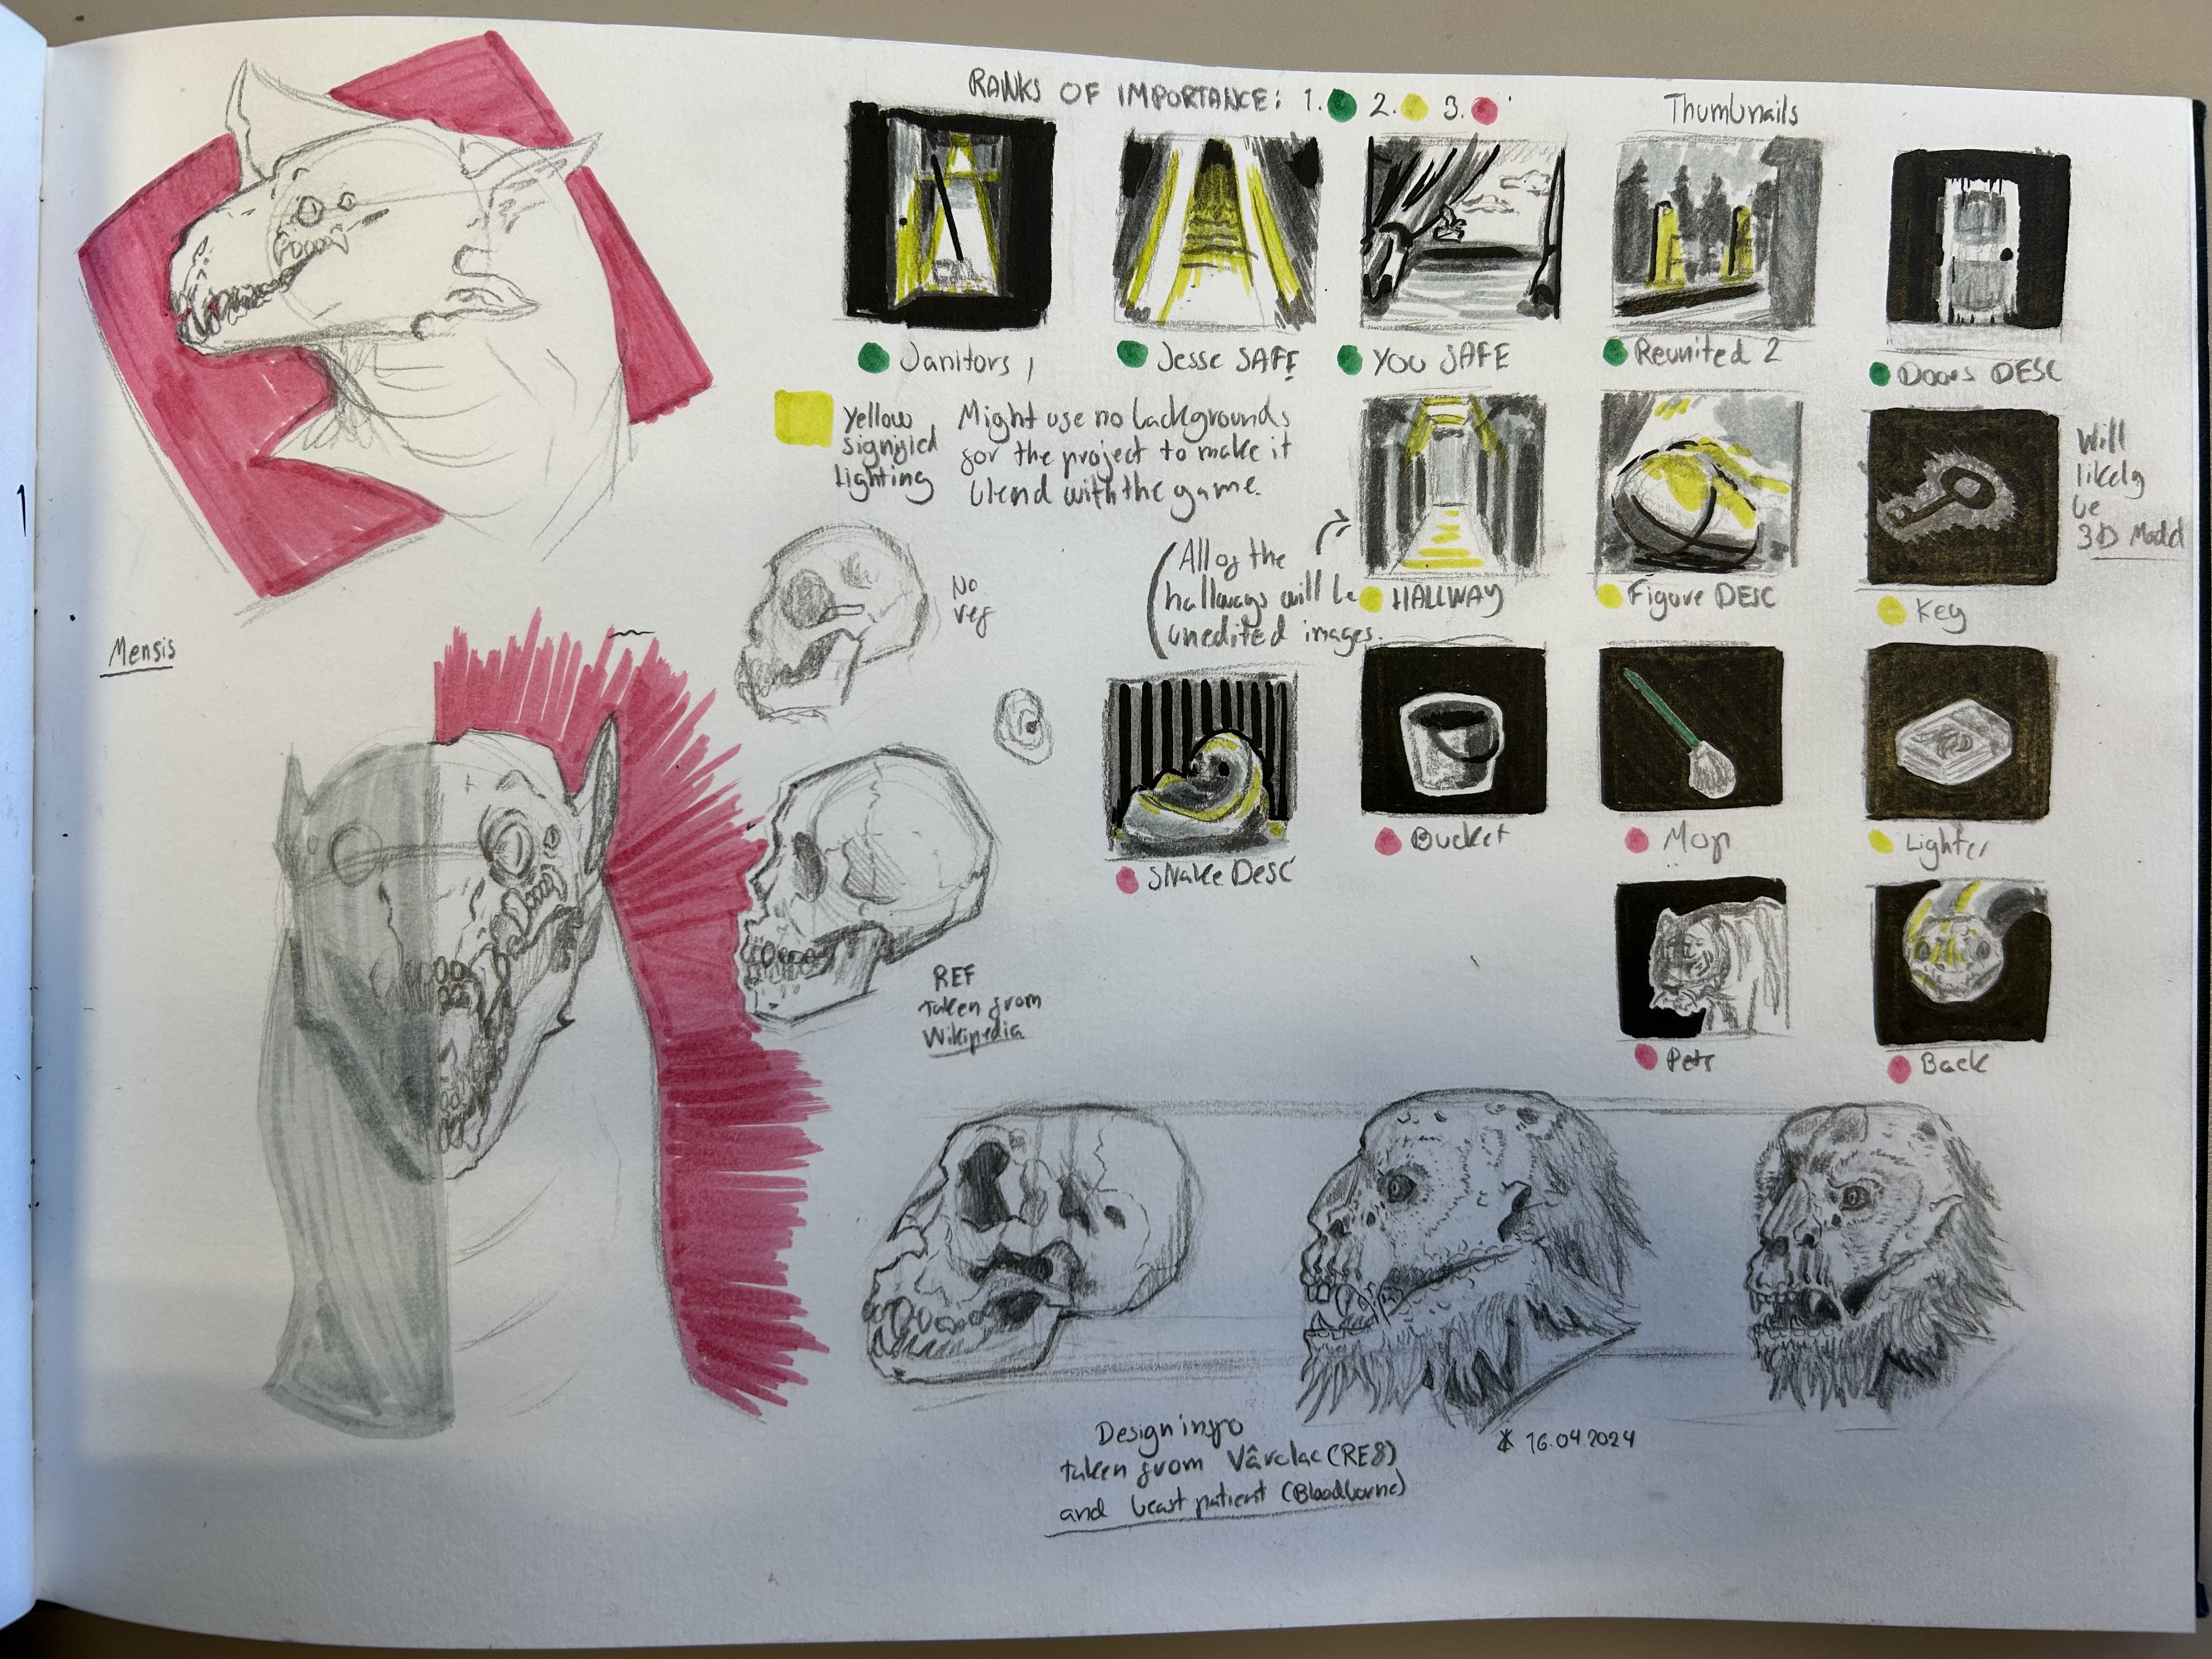 RANKS OF IMPORTANCE: 1. 2. 3.
Thumbnails
Janitors 1
Jesse SAFE
YOU SAFE
Reunited 2
Doors DESC
Yellow
signified
lighting
Might use no backgrounds
for the project to make it
blend with the game.
(All of the
hallways will be
unedited images.
HALLWAY
Figure DESC
Key
Will
likely
be
3D Model
No
ref
Mensis
Snake DESC
Bucket
Mop
Lighter
Pets
Back
REF
taken from
Wikipedia
Design info
taken from Vârcolac (RE8)
and beast patient (Bloodborne)
16.04.2024